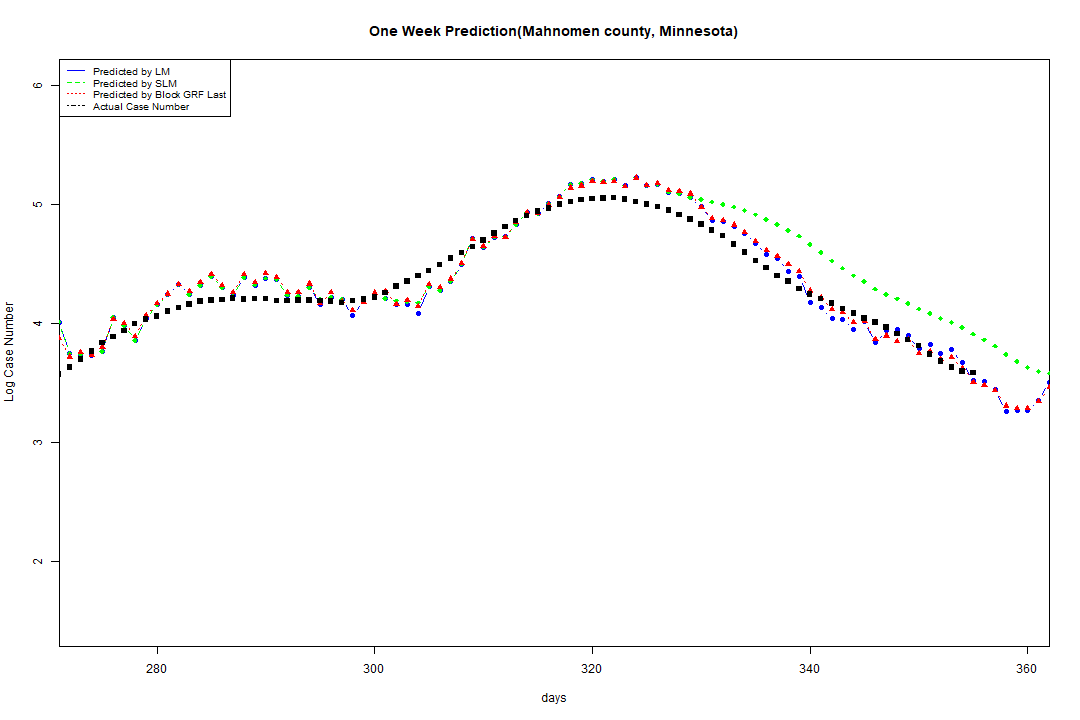 One Week Prediction(Mahnomen county, Minnesota)
Predicted by LM
Predicted by SLM
Predicted by Block GRF Last
Actual Case Number
6
5
4
3
2
Log Case Number
280 300 320 340 360
days